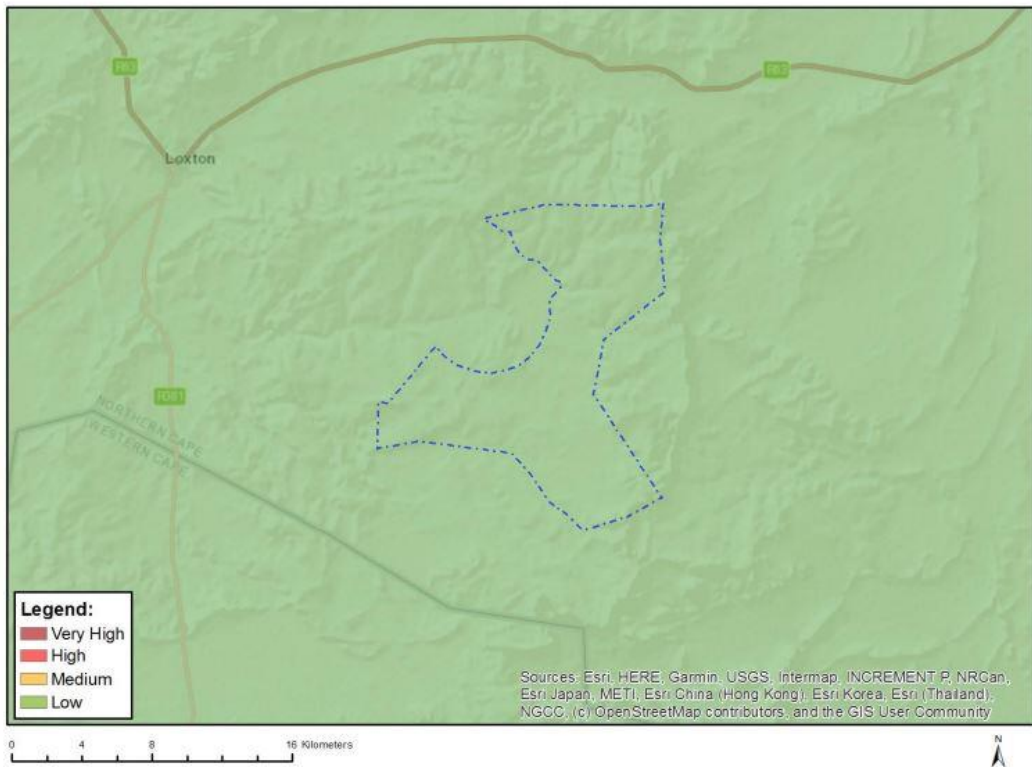 R63
R63
Loxton
R381
NORTHERN CAPE
WESTERN CAPE
Legend:
Very High
High
Medium
Low
Sources: Esri, HERE, Garmin, USGS, Intermap, INCREMENT P, NRCan,
Esri Japan, METI, Esri China (Hong Kong), Esri Korea, Esri (Thailand),
NGCC, (c) OpenStreetMap contributors, and the GIS User Community
0 4 8 16 Kilometers
N